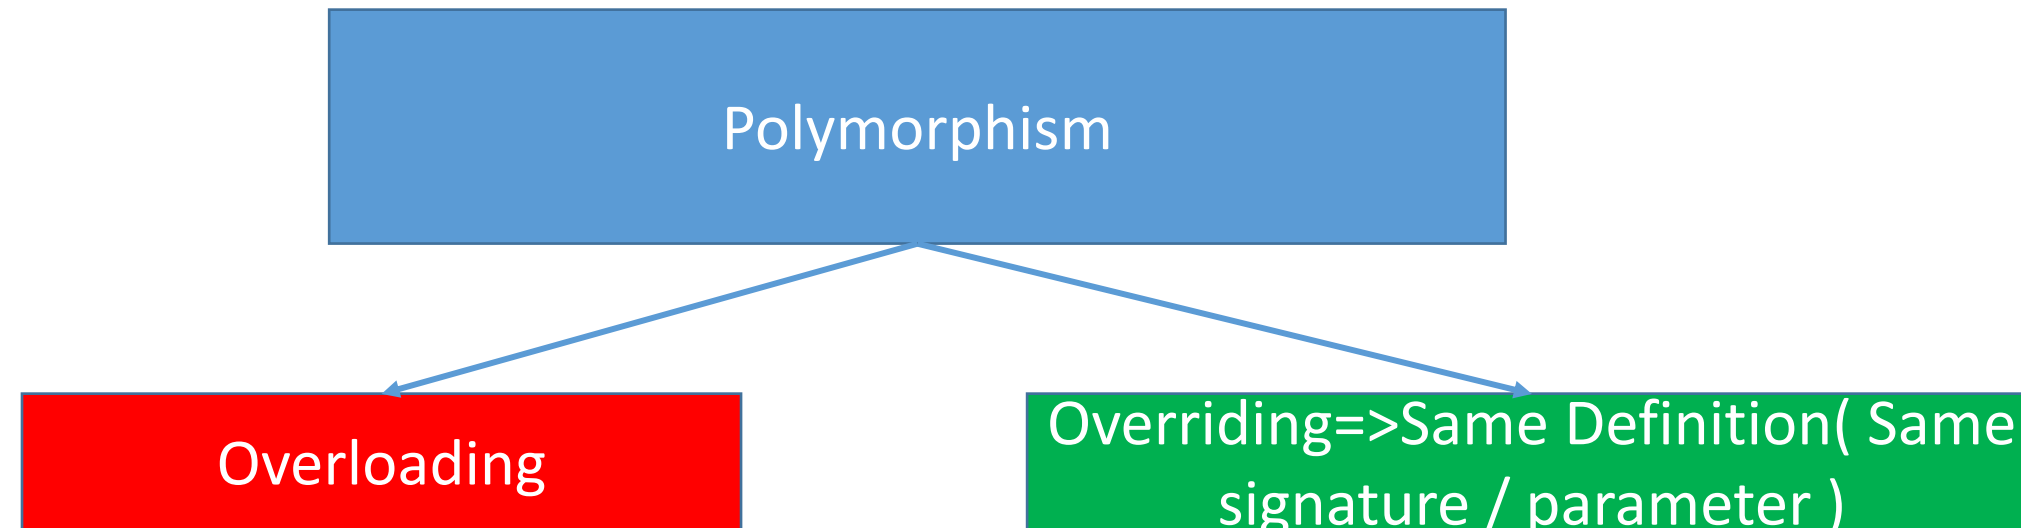 Polymorphism
Overloading
Overriding=>Same Definition( Same
signature / parameter )